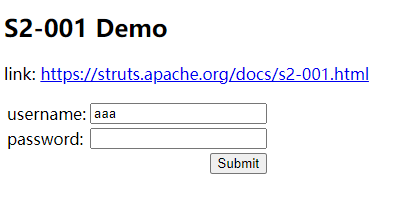 S2-001 Demo
link: https://struts.apache.org/docs/s2-001.html
username: aaa
password:
Submit